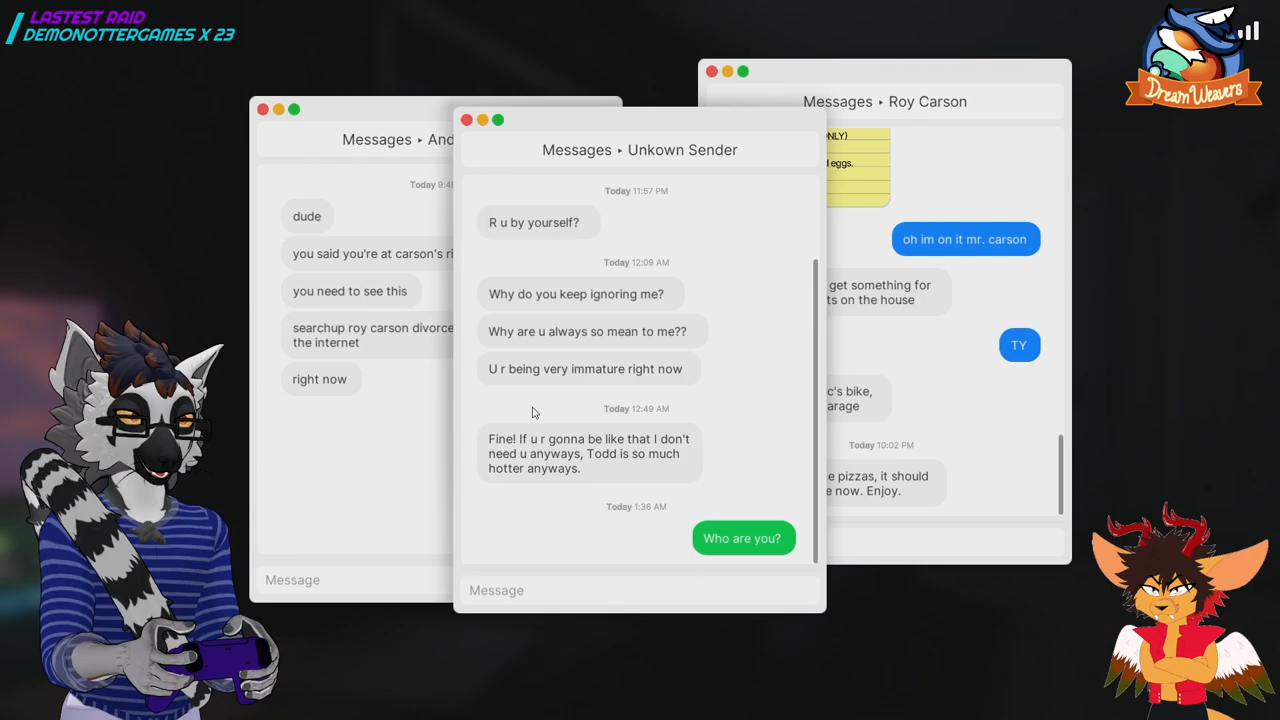 LASTEST RAID
DEMONOTTERGAMES X 23
DreamWeavers
Messages ‣ And
Today 9:4
dude
you said you're at carson's ri
you need to see this
searchup roy carson divorce
the internet
right now
Message
Messages ‣ Unkown Sender
Today 11:57 PM
R u by yourself?
Today 12:09 AM
Why do you keep ignoring me?
Why are u always so mean to me??
U r being very immature right now
Today 12:49 AM
Fine! If u r gonna be like that I don't
need u anyways, Todd is so much
hotter anyways.
Today 1:36 AM
Who are you?
Message
Messages ‣ Roy Carson
ONLY)
d eggs.
oh im on it mr. carson
get something for
ts on the house
TY
c's bike,
arage
Today 10:02 PM
e pizzas, it should
e now. Enjoy.